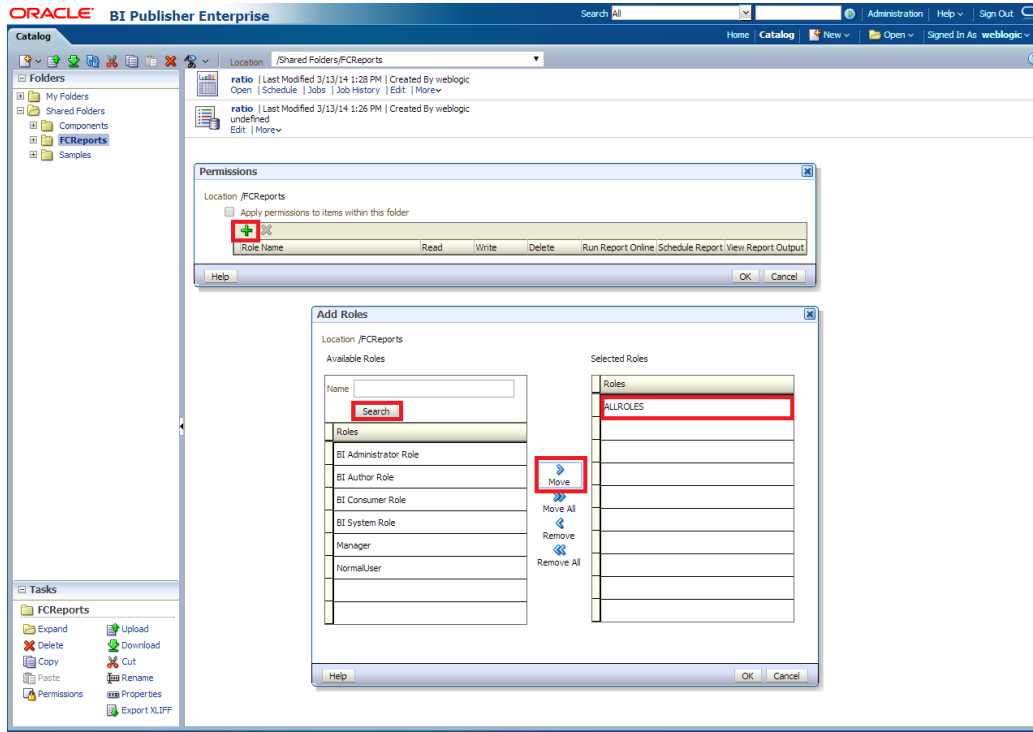 ORACLE BI Publisher Enterprise Search All Administration Help Sign Out
Catalog Home Catalog New Open Signed In As weblogic
Location /Shared Folders/FCReports
Folders
My Folders
Shared Folders
Components
FCReports
Samples
ratio | Last Modified 3/13/14 1:28 PM | Created By weblogic
Open | Schedule | Jobs | Job History | Edit | More
ratio | Last Modified 3/13/14 1:26 PM | Created By weblogic
undefined
Edit | More
Permissions
Location /FCReports
Apply permissions to items within this folder
Role Name Read Write Delete Run Report Online Schedule Report View Report Output
Help OK Cancel
Add Roles
Location /FCReports
Available Roles Selected Roles
Name
Search
Roles
BI Administrator Role
BI Author Role
BI Consumer Role
BI System Role
Manager
NormalUser
Move
Move All
Remove
Remove All
Roles
ALLROLES
Help OK Cancel
Tasks
FCReports
Expand Upload
Delete Download
Copy Cut
Paste Rename
Permissions Properties
Export XLIFF